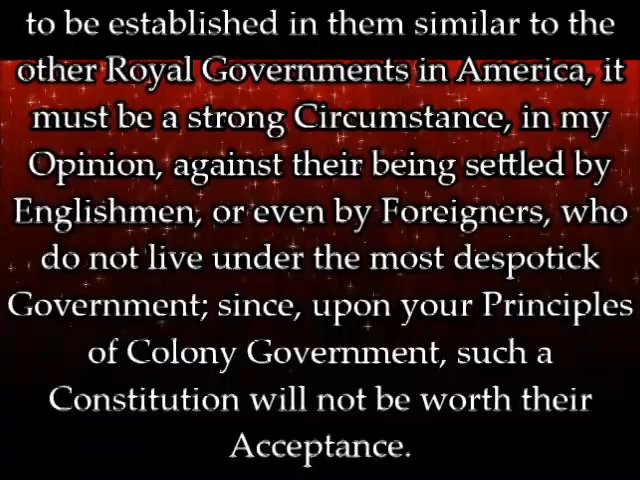 to be established in them similar to the
other Royal Governments in America, it
must be a strong Circumstance, in my
Opinion, against their being settled by
Englishmen, or even by Foreigners, who
do not live under the most despotick
Government; since, upon your Principles
of Colony Government, such a
Constitution will not be worth their
Acceptance.